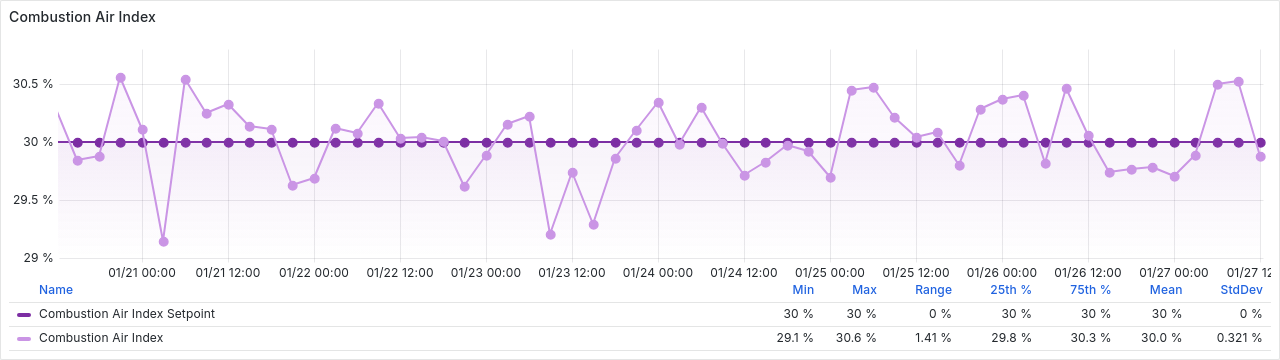 Combustion Air Index
30.5 %
30 %
29.5 %
29 %
01/21 00:00 01/21 12:00 01/22 00:00 01/22 12:00 01/23 00:00 01/23 12:00 01/24 00:00 01/24 12:00 01/25 00:00 01/25 12:00 01/26 00:00 01/26 12:00 01/27 00:00 01/27 12
Name Min Max Range 25th % 75th % Mean StdDev
Combustion Air Index Setpoint 30 % 30 % 0 % 30 % 30 % 30 % 0 %
Combustion Air Index 29.1 % 30.6 % 1.41 % 29.8 % 30.3 % 30.0 % 0.321 %